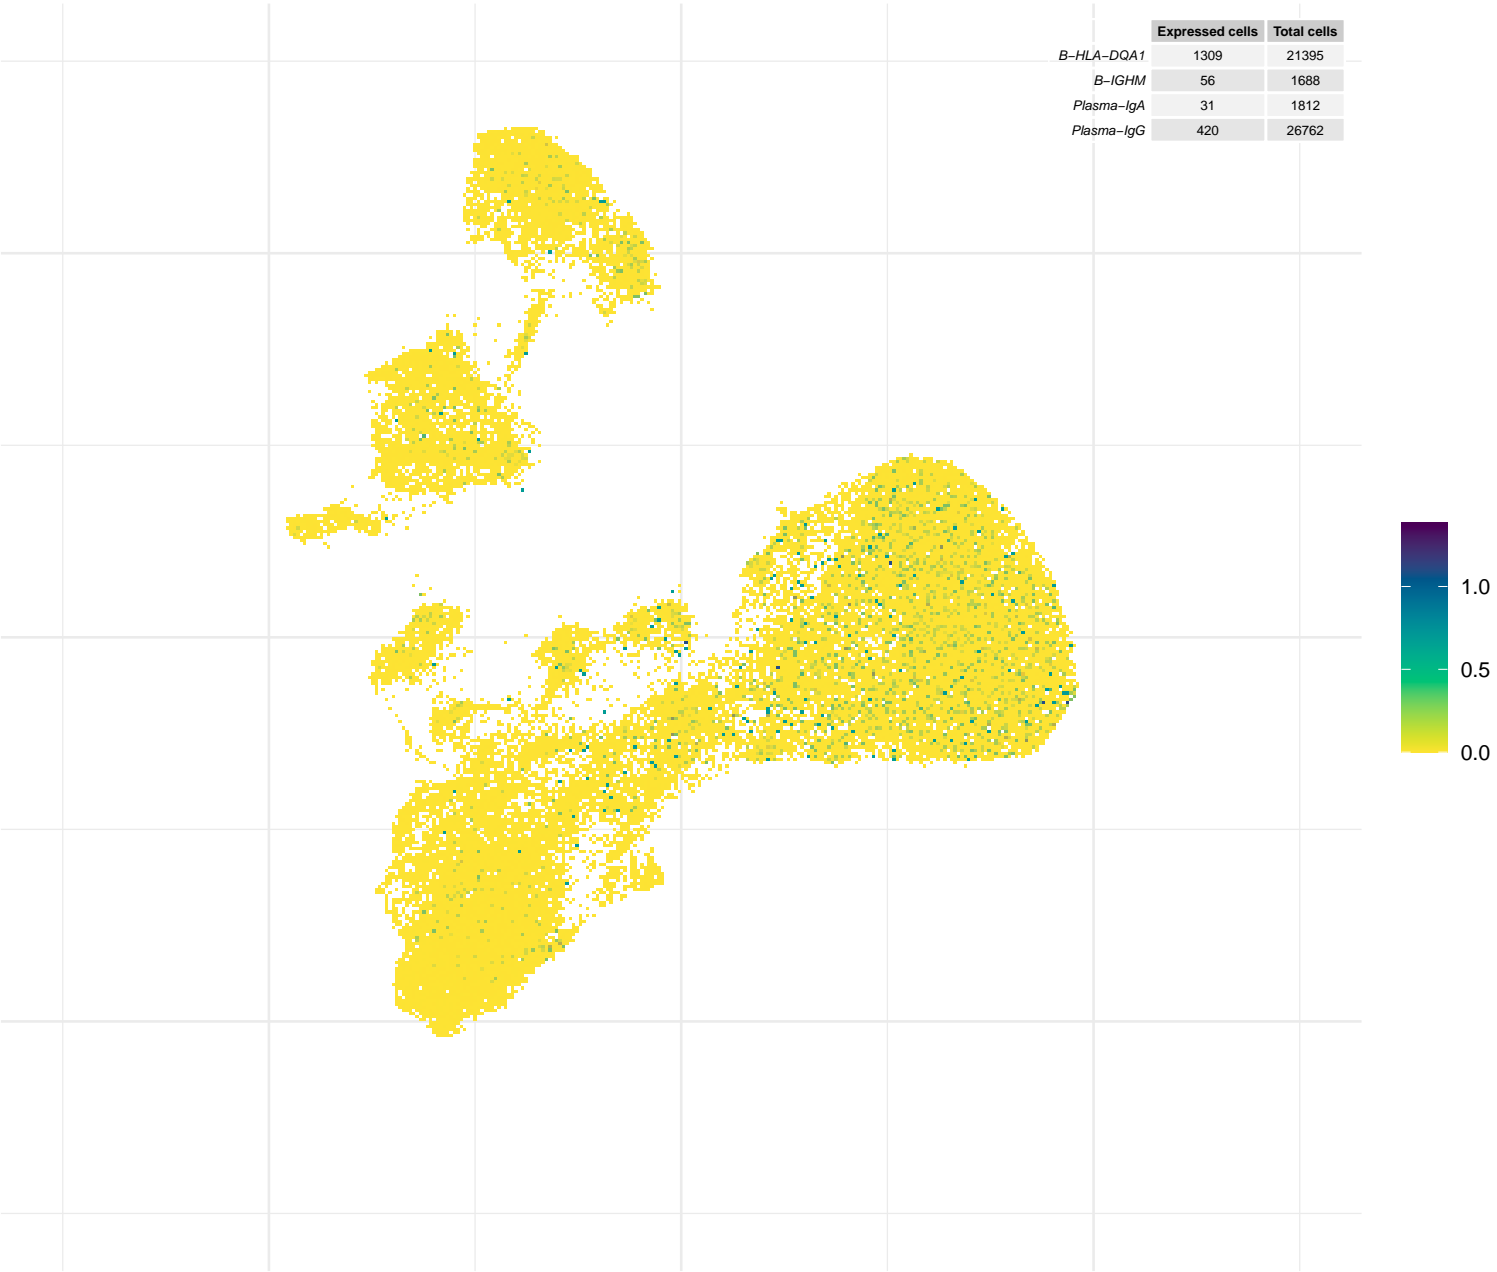 Expressed cells Total cells
B−HLA−DQA1 1309 21395
B−IGHM 56 1688
Plasma−IgA 31 1812
Plasma−IgG 420 26762
1.0
0.5
0.0